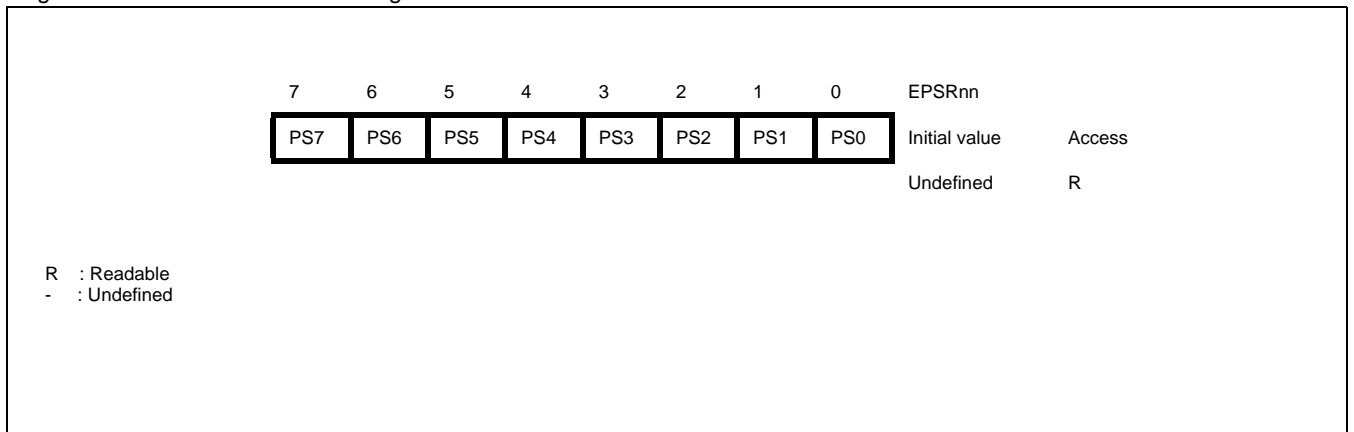 7 6 5 4 3 2 1 0 EPSRnn
PS7 PS6 PS5 PS4 PS3 PS2 PS1 PS0 Initial value Access
Undefined R
R : Readable
- : Undefined